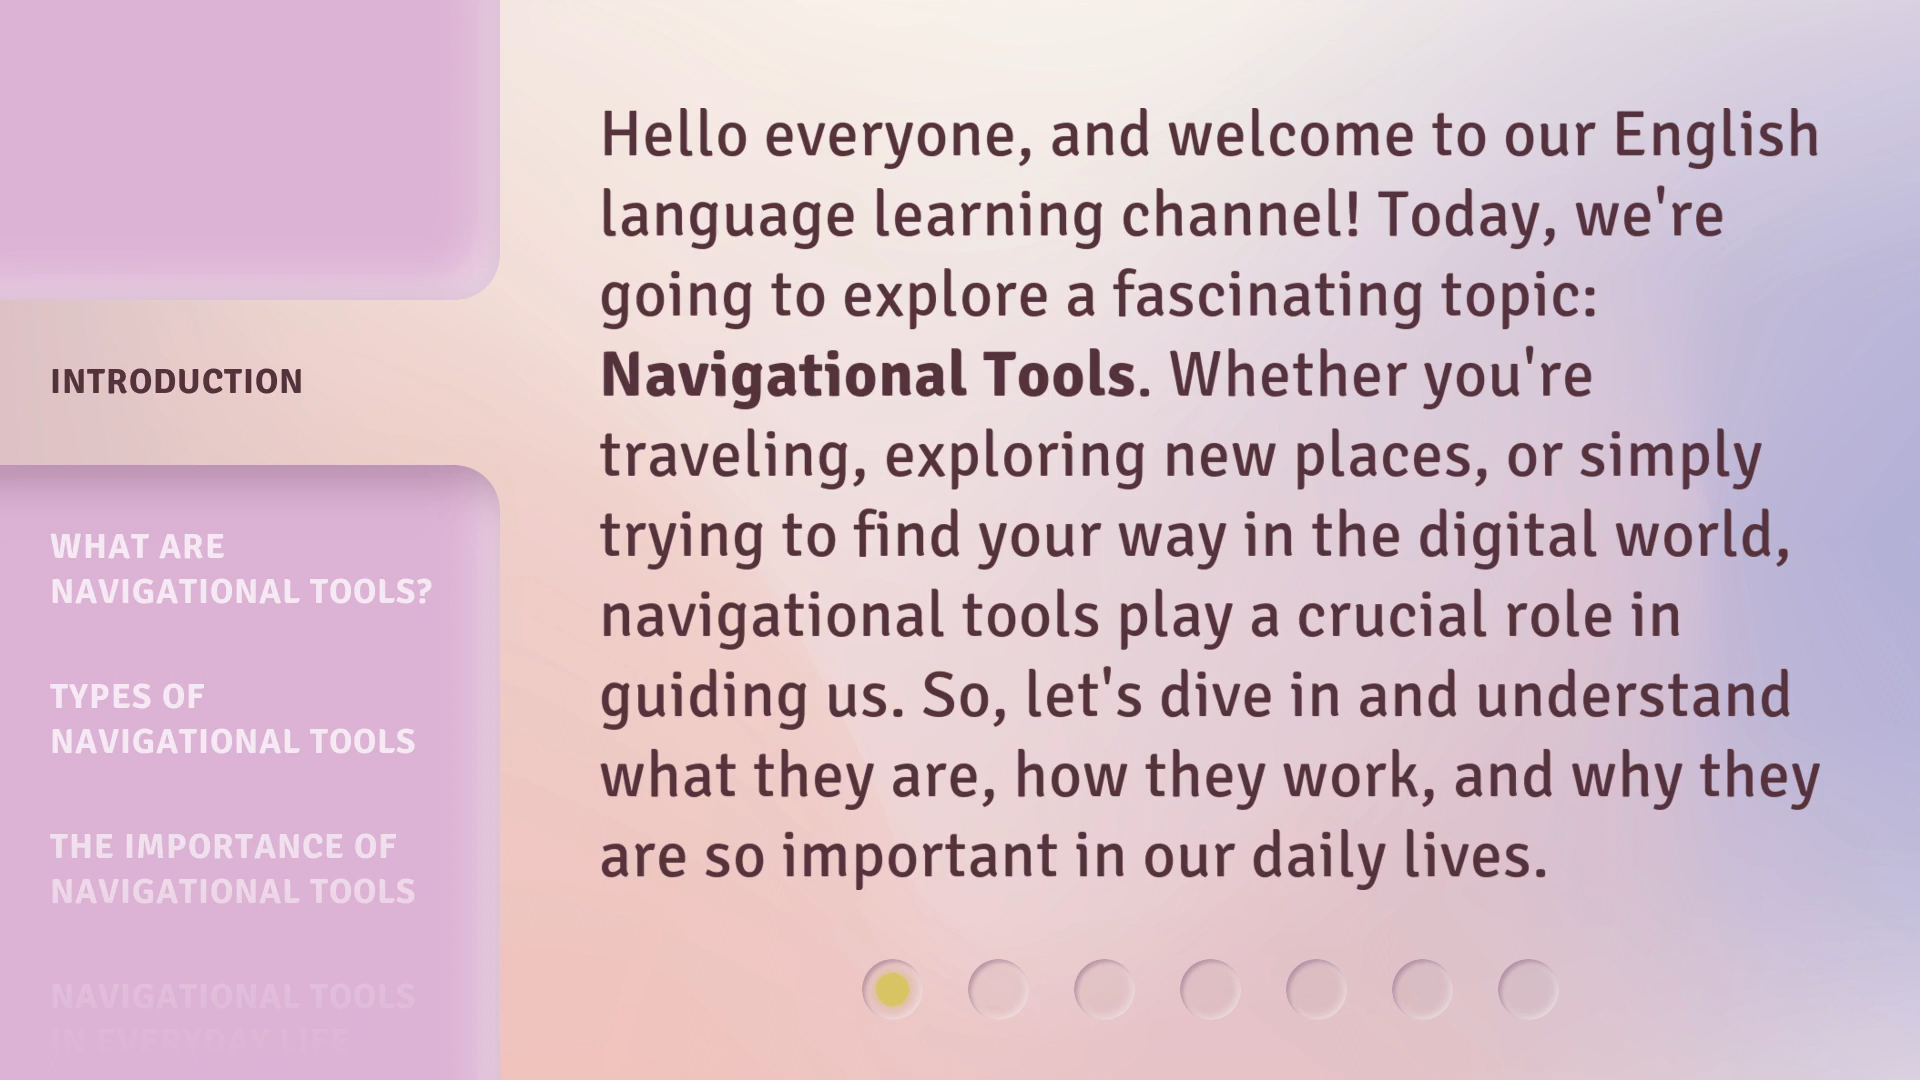 INTRODUCTION
WHAT ARE
NAVIGATIONAL TOOLS?
TYPES OF
NAVIGATIONAL TOOLS
THE IMPORTANCE OF
NAVIGATIONAL TOOLS
NAVIGATIONAL TOOLS
IN EVERYDAY LIFE
Hello everyone, and welcome to our English
language learning channel! Today, we're
going to explore a fascinating topic:
Navigational Tools. Whether you're
traveling, exploring new places, or simply
trying to find your way in the digital world,
navigational tools play a crucial role in
guiding us. So, let's dive in and understand
what they are, how they work, and why they
are so important in our daily lives.